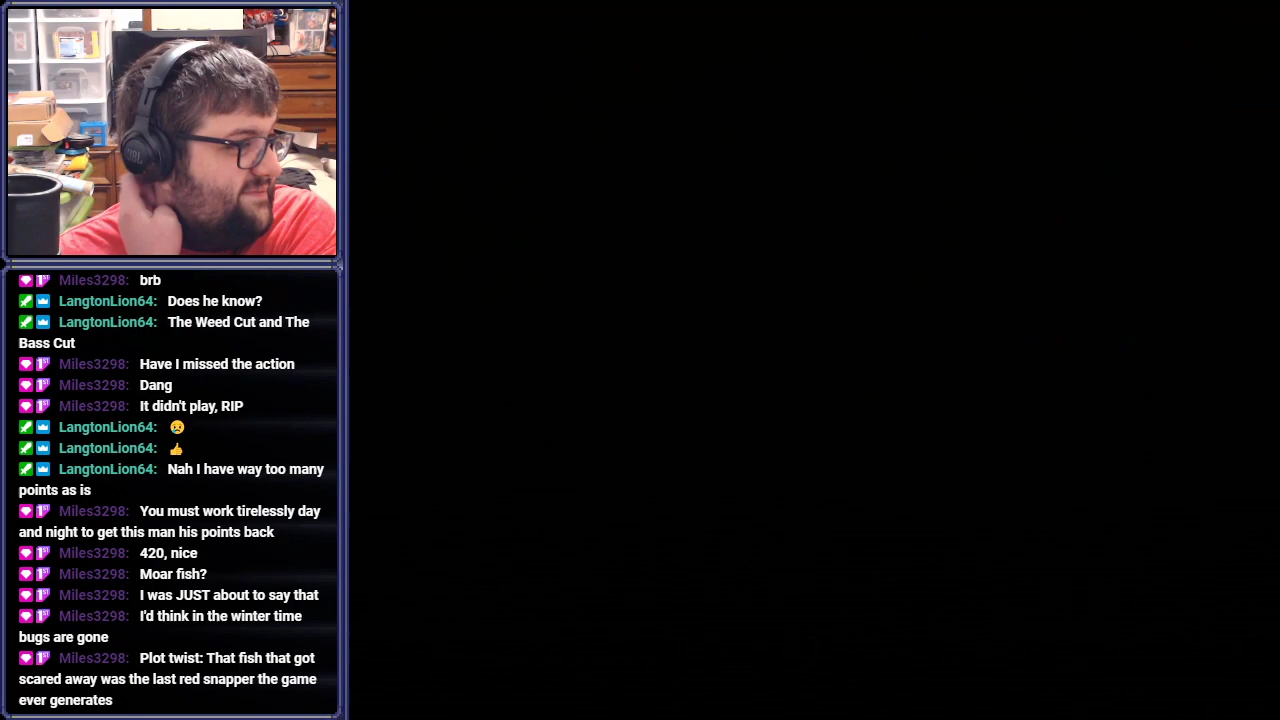 JBL
Miles3298: brb
LangtonLion64: Does he know?
LangtonLion64: The Weed Cut and The
Bass Cut
Miles3298: Have I missed the action
Miles3298: Dang
Miles3298: It didn't play, RIP
LangtonLion64: 😥
LangtonLion64: 👍
LangtonLion64: Nah I have way too many
points as is
Miles3298: You must work tirelessly day
and night to get this man his points back
Miles3298: 420, nice
Miles3298: Moar fish?
Miles3298: I was JUST about to say that
Miles3298: I'd think in the winter time
bugs are gone
Miles3298: Plot twist: That fish that got
scared away was the last red snapper the game
ever generates